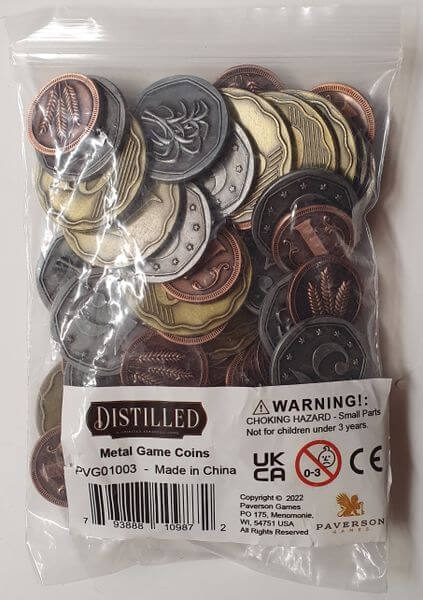 DISTILLED
Metal Game Coins
PVG01003 - Made in China
7 93888 10987 2
WARNING!:
CHOKING HAZARD - Small Parts
Not for children under 3 years.
UK
CA
0-3
CE
Copyright © 2022
Paverson Games
PO 175, Menomonie,
WI, 54751 USA
All Rights Reserved
PAVERSON
GAMES